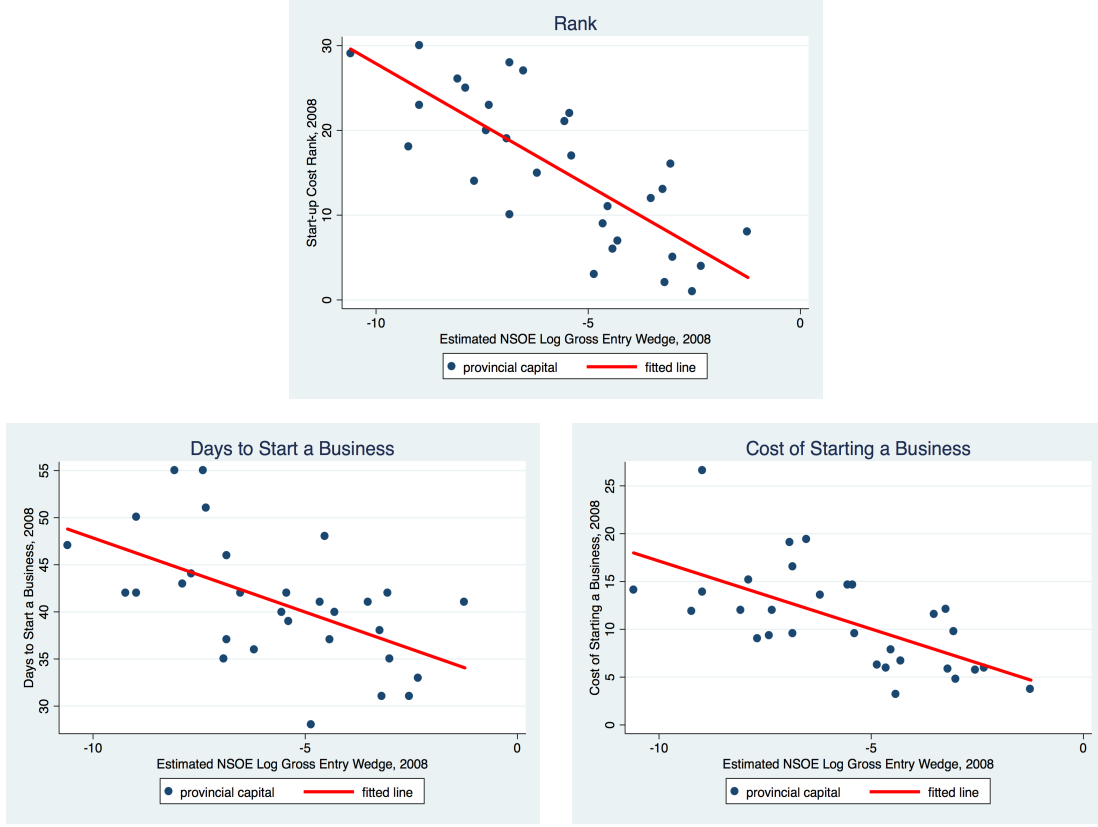 Rank
Start-up Cost Rank, 2008
30
20
10
0
-10 -5 0
Estimated NSOE Log Gross Entry Wedge, 2008
provincial capital fitted line
Days to Start a Business
Days to Start a Business, 2008
55
50
45
40
35
30
-10 -5 0
Estimated NSOE Log Gross Entry Wedge, 2008
provincial capital fitted line
Cost of Starting a Business
Cost of Starting a Business, 2008
25
20
15
10
5
0
-10 -5 0
Estimated NSOE Log Gross Entry Wedge, 2008
provincial capital fitted line